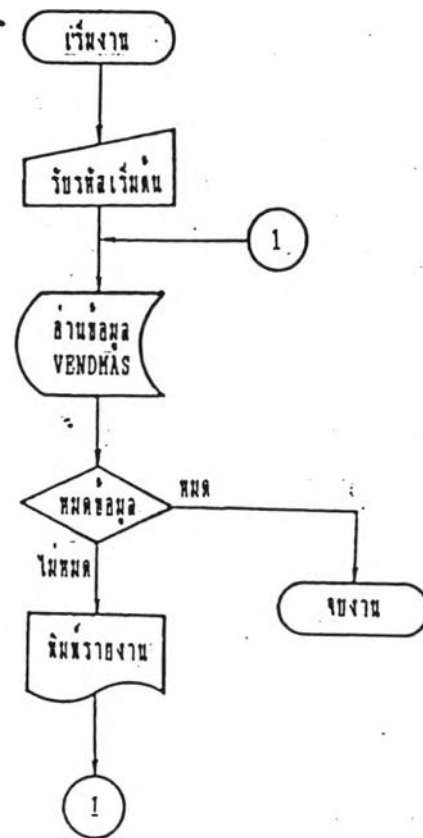 เริ่มงาน
รับรหัสเริ่มต้น
1
อ่านข้อมูล
VENDMAS
หมดข้อมูล
หมด
ไม่หมด
จบงาน
พิมพ์รายงาน
1